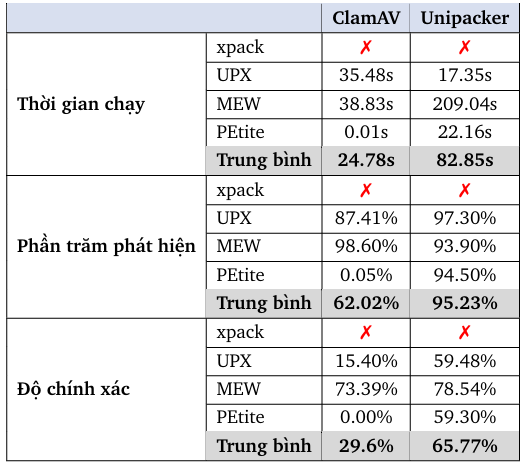 ClamAV Unipacker
xpack ✗ ✗
UPX 35.48s 17.35s
MEW 38.83s 209.04s
Thời gian chạy
PEtite 0.01s 22.16s
Trung bình 24.78s 82.85s
xpack ✗ ✗
UPX 87.41% 97.30%
Phần trăm phát hiện
MEW 98.60% 93.90%
PEtite 0.05% 94.50%
Trung bình 62.02% 95.23%
xpack ✗ ✗
UPX 15.40% 59.48%
Độ chính xác
MEW 73.39% 78.54%
PEtite 0.00% 59.30%
Trung bình 29.6% 65.77%